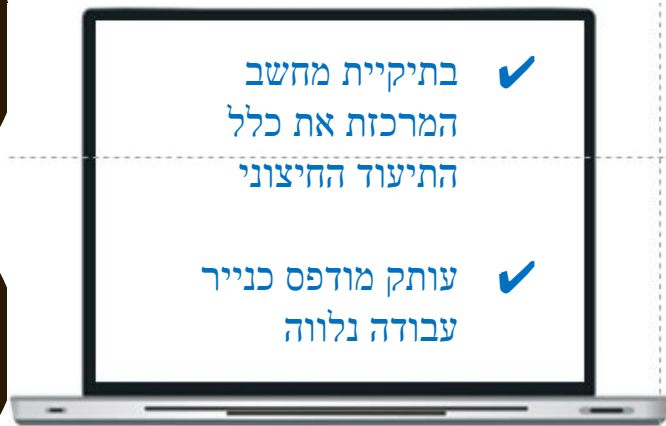 ✔ בתיקיית מחשב
המרכזת את כלל
התיעוד החיצוני
✔ עותק מודפס כנייר
עבודה נלווה